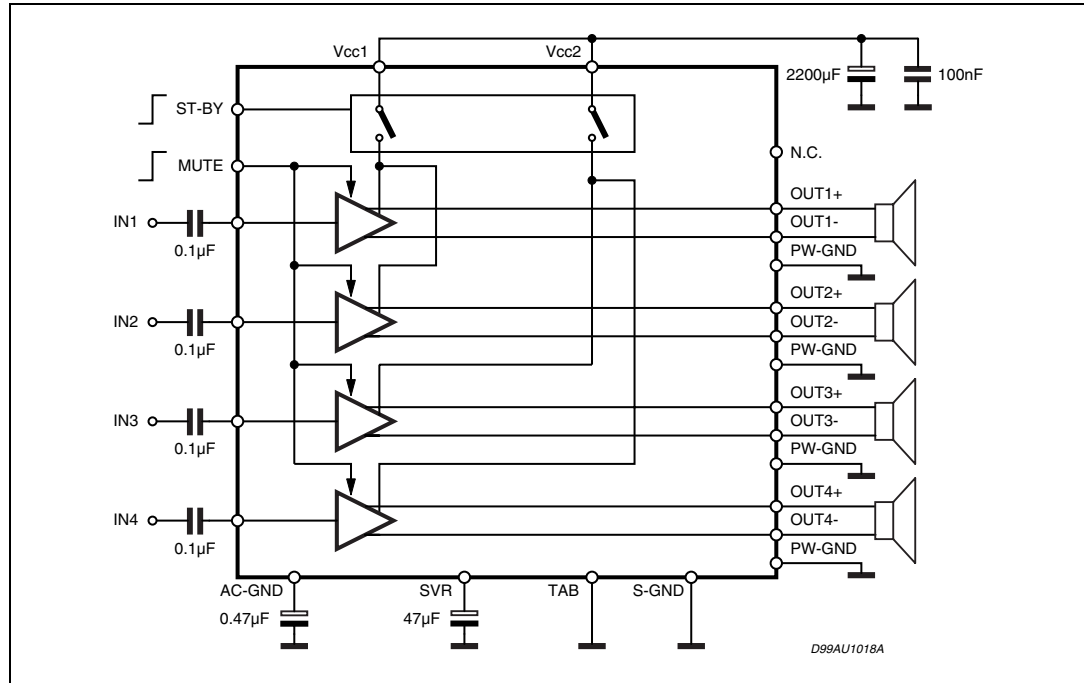 Vcc1
Vcc2
2200µF
100nF
ST-BY
N.C.
MUTE
OUT1+
IN1
OUT1-
0.1µF
PW-GND
OUT2+
IN2
OUT2-
0.1µF
PW-GND
OUT3+
IN3
OUT3-
0.1µF
PW-GND
OUT4+
IN4
OUT4-
0.1µF
PW-GND
AC-GND
SVR
TAB
S-GND
0.47µF
47µF
D99AU1018A